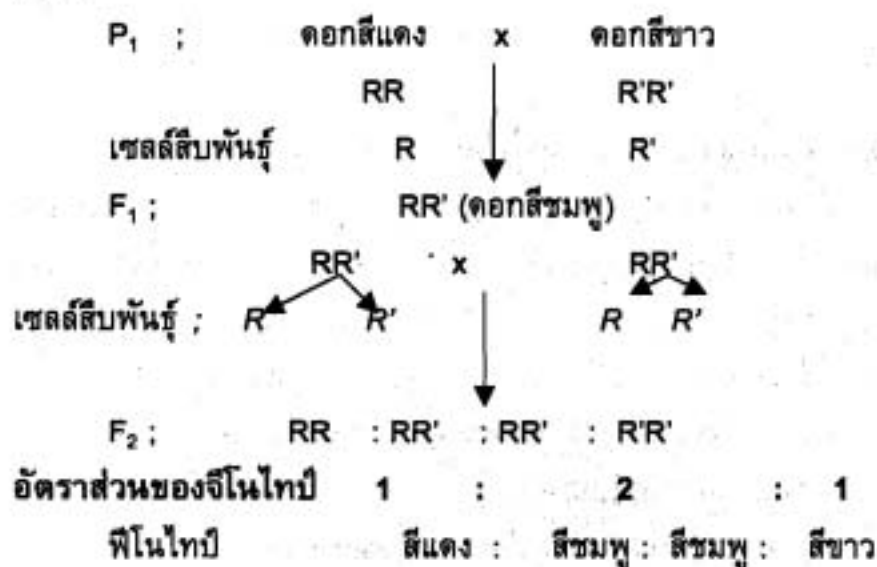 P₁ ; ดอกสีแดง x ดอกสีขาว
RR R'R'
เซลล์สืบพันธุ์ R R'
F₁ ; RR' (ดอกสีชมพู)
RR' x RR'
เซลล์สืบพันธุ์ ; R R' R R'
F₂ ; RR : RR' : RR' : R'R'
อัตราส่วนของจีโนไทป์ 1 : 2 : 1
ฟีโนไทป์ สีแดง : สีชมพู : สีชมพู : สีขาว